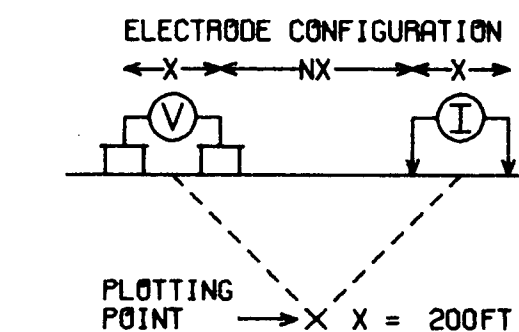 ELECTRODE CONFIGURATION
X NX X
V I
PLOTTING
POINT X X = 200FT